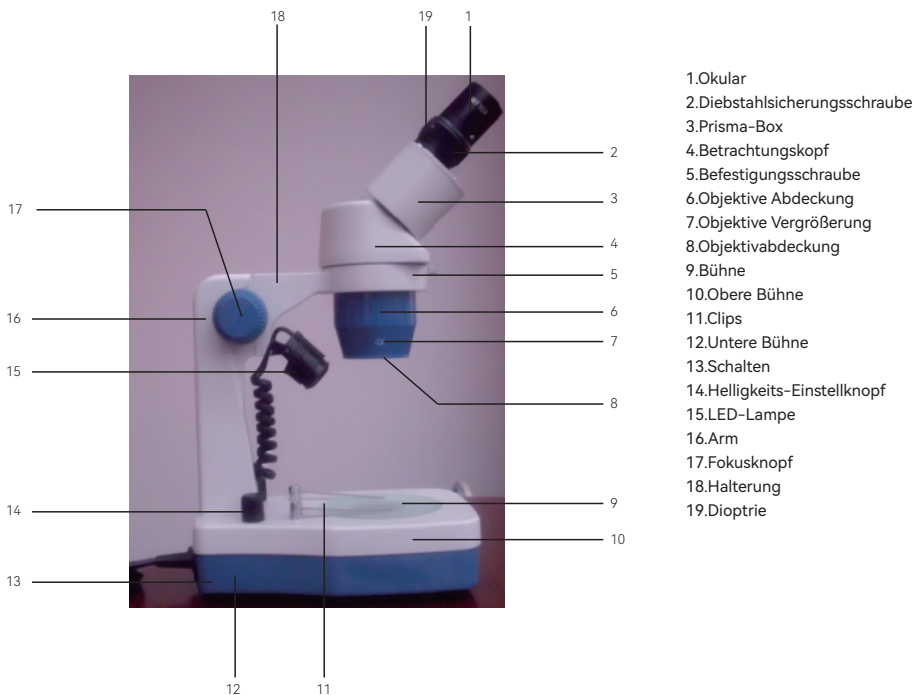 18
19
1
2
3
4
5
6
7
8
9
10
11
12
13
14
15
16
17
1.Okular
2.Diebstahlsicherungsschraube
3.Prisma-Box
4.Betrachtungskopf
5.Befestigungsschraube
6.Objektive Abdeckung
7.Objektive Vergrößerung
8.Objektivabdeckung
9.Bühne
10.Obere Bühne
11.Clips
12.Untere Bühne
13.Schalten
14.Helligkeits-Einstellknopf
15.LED-Lampe
16.Arm
17.Fokusknopf
18.Halterung
19.Dioptrie